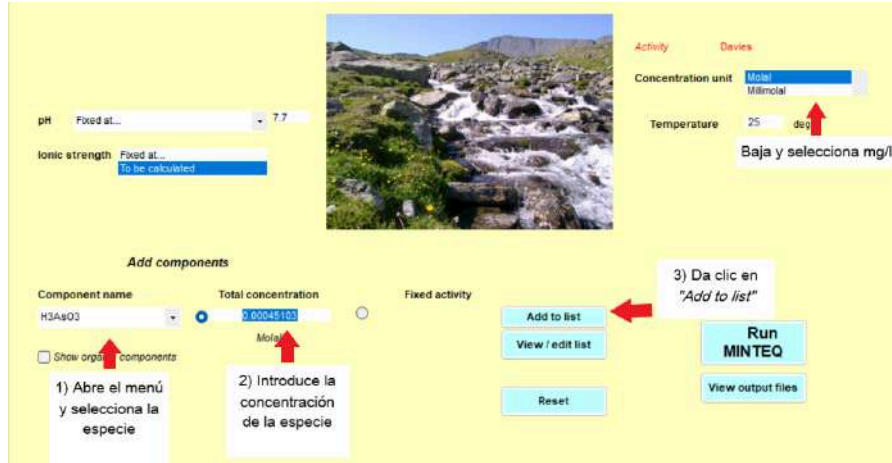 Activity Davies
Concentration unit Molal
Millimolal
pH Fixed at... 7.7
Temperature 25
Baja y selecciona mg/l
Ionic strength Fixed at...
To be calculated
Add components
3) Da clic en
"Add to list"
Component name Total concentration Fixed activity
H3AsO3 0.00045103
Add to list
Run
MINTEQ
View / edit list
Show components
View output files
Reset
1) Abre el menú
y selecciona la
especie
2) Introduce la
concentración
de la especie